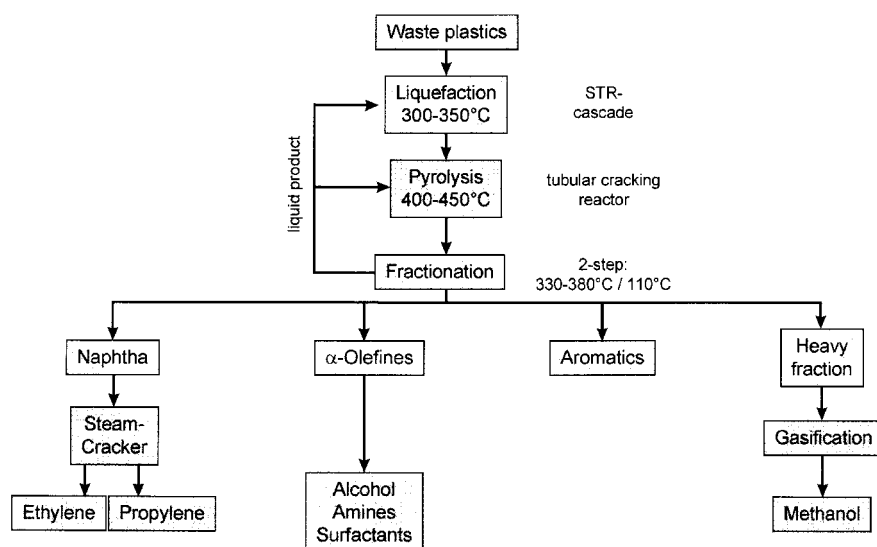 Waste plastics
Liquefaction
300-350°C
STR-
cascade
liquid product
Pyrolysis
400-450°C
tubular cracking
reactor
Fractionation
2-step:
330-380°C / 110°C
Naphtha
α-Olefines
Aromatics
Heavy
fraction
Steam-
Cracker
Gasification
Ethylene
Propylene
Alcohol
Amines
Surfactants
Methanol